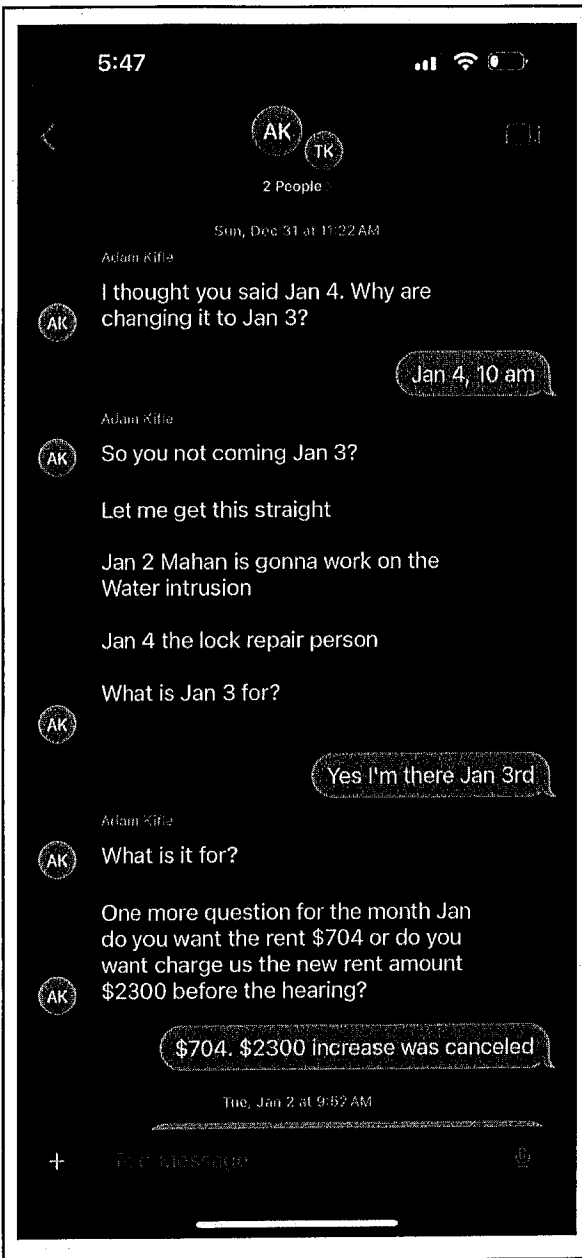 5:47
AK
TK
2 People
Sun, Dec 31 at 11:22 AM
Adam Kifle
I thought you said Jan 4. Why are
changing it to Jan 3?
AK
Jan 4, 10 am
Adam Kifle
AK
So you not coming Jan 3?
Let me get this straight
Jan 2 Mahan is gonna work on the
Water intrusion
Jan 4 the lock repair person
What is Jan 3 for?
AK
Yes I'm there Jan 3rd
Adam Kifle
AK
What is it for?
One more question for the month Jan
do you want the rent $704 or do you
want charge us the new rent amount
$2300 before the hearing?
AK
$704. $2300 increase was canceled
Tue, Jan 2 at 9:52 AM
+
Message